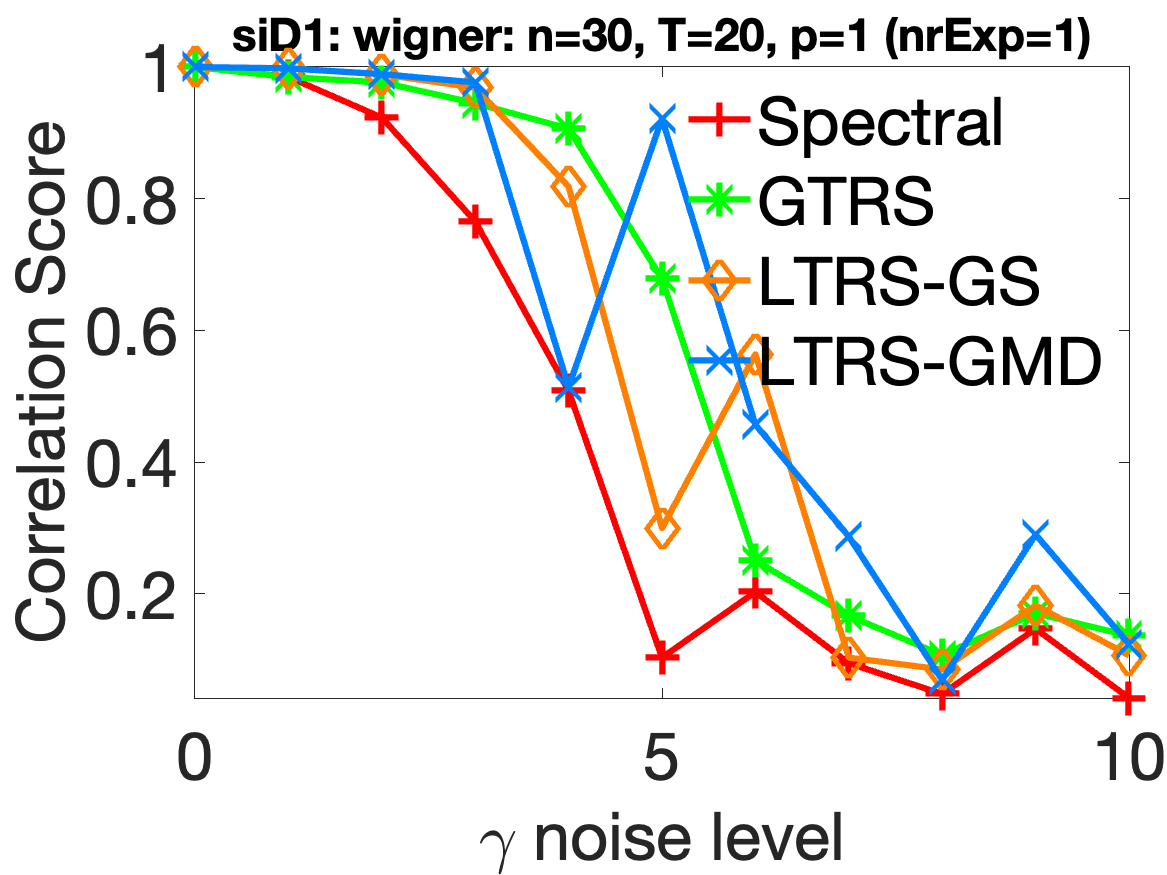 siD1: wigner: n=30, T=20, p=1 (nrExp=1)
1
0.8
0.6
0.4
0.2
Correlation Score
Spectral
GTRS
LTRS-GS
LTRS-GMD
0 5 10
γ noise level